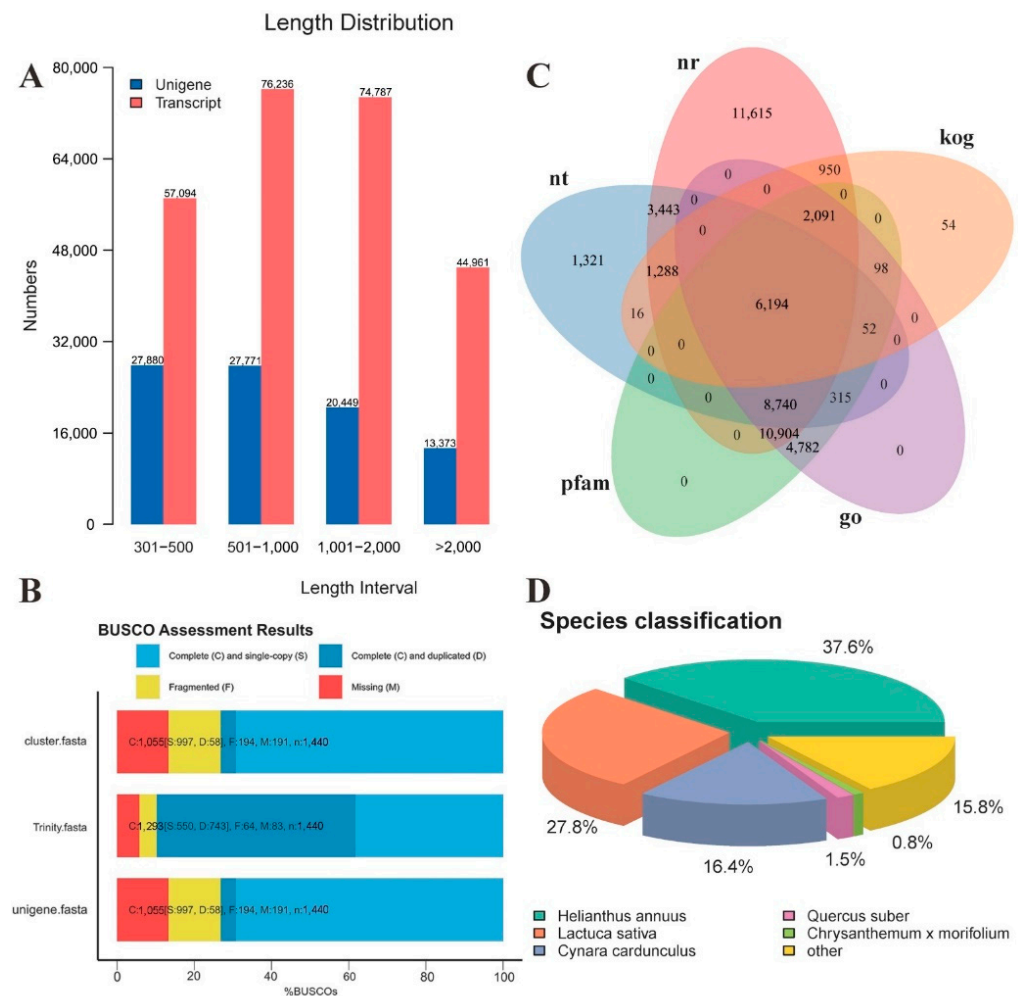 Length Distribution
A
80,000
64,000
48,000
32,000
16,000
0
Numbers
Unigene
Transcript
27,880
57,094
27,771
76,236
20,449
74,787
13,373
44,961
301−500
501−1,000
1,001−2,000
>2,000
Length Interval
C
nr
kog
nt
pfam
go
11,615
950
0
0
0
0
0
3,443
2,091
54
0
1,321
1,288
98
6,194
16
52
0
0
0
0
0
0
0
8,740
315
0
10,904
4,782
0
0
B
BUSCO Assessment Results
Complete (C) and single-copy (S)
Complete (C) and duplicated (D)
Fragmented (F)
Missing (M)
cluster.fasta
C:1,055[S:997, D:58], F:194, M:191, n:1,440
Trinity.fasta
C:1,293[S:550, D:743], F:64, M:83, n:1,440
unigene.fasta
C:1,055[S:997, D:58], F:194, M:191, n:1,440
0
20
40
60
80
100
%BUSCOs
D
Species classification
37.6%
27.8%
16.4%
1.5%
0.8%
15.8%
Helianthus annuus
Lactuca sativa
Cynara cardunculus
Quercus suber
Chrysanthemum x morifolium
other